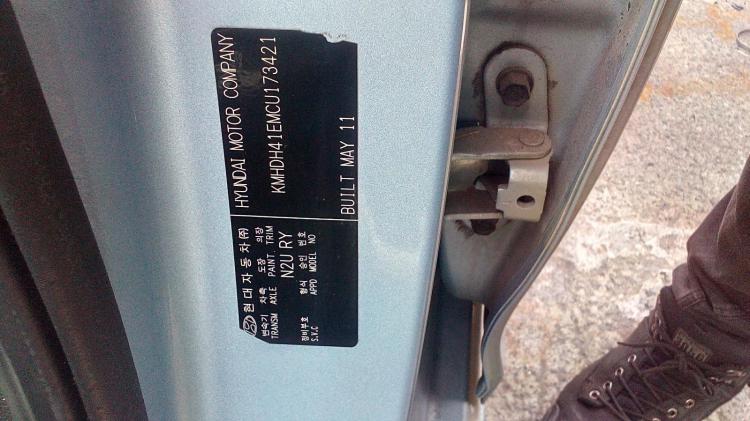 HYUNDAI MOTOR COMPANY
KMHDH41EMCU173421
BUILT MAY 11
현대자동차(주)
변속기 차축 도장 의장
TRANSM AXLE PAINT TRIM
N2U RY
형식 승인 번호
APPD MODEL NO
정비부호
S.V.C